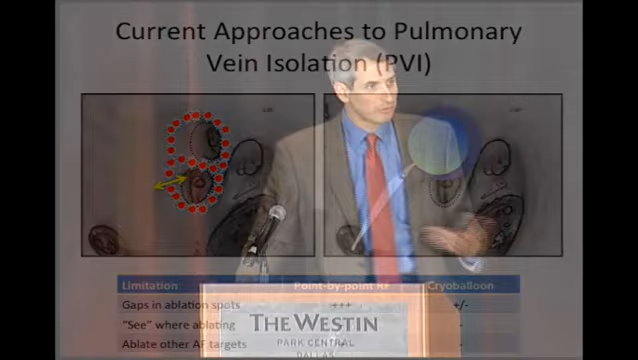 Current Approaches to Pulmonary
Vein Isolation (PVI)
Limitation Point-by-point RF Cryoballoon
Gaps in ablation spots +++ +/-
"See" where ablating -
Ablate other AF targets -
THE WESTIN
PARK CENTRAL
DALLAS